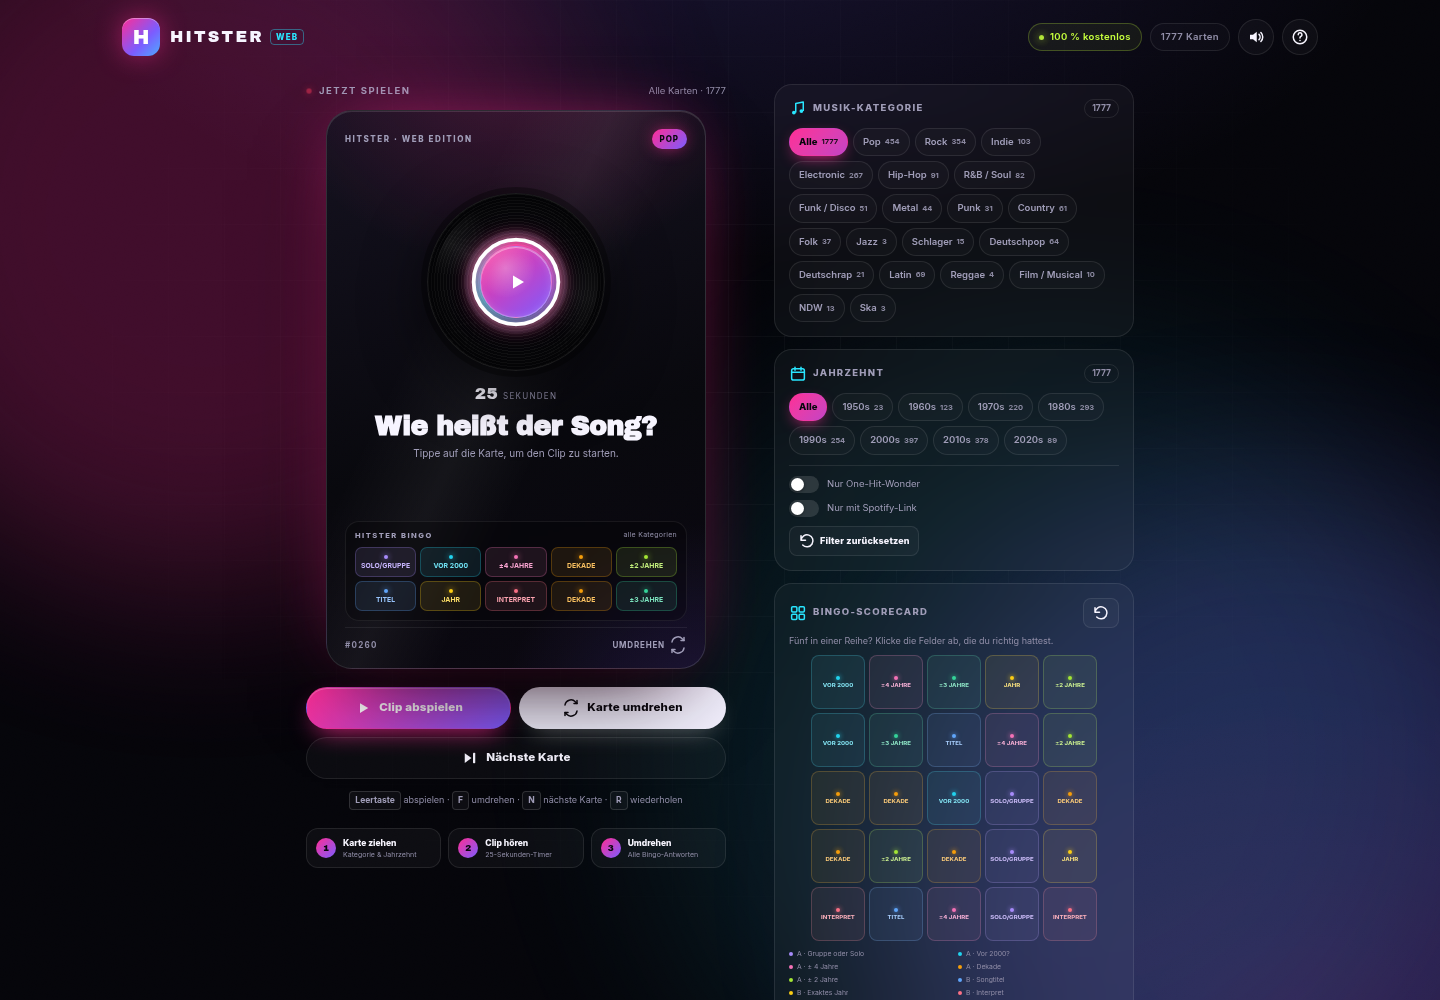 H HITSTER WEB
100 % kostenlos
1777 Karten
JETZT SPIELEN
Alle Karten · 1777
HITSTER · WEB EDITION
POP
25 SEKUNDEN
Wie heißt der Song?
Tippe auf die Karte, um den Clip zu starten.
HITSTER BINGO
alle Kategorien
SOLO/GRUPPE VOR 2000 ±4 JAHRE DEKADE ±2 JAHRE
TITEL JAHR INTERPRET DEKADE ±3 JAHRE
#0260
UMDREHEN
Clip abspielen
Karte umdrehen
Nächste Karte
Leertaste abspielen · F umdrehen · N nächste Karte · R wiederholen
1 Karte ziehen
Kategorie & Jahrzehnt
2 Clip hören
25-Sekunden-Timer
3 Umdrehen
Alle Bingo-Antworten
MUSIK-KATEGORIE
1777
Alle 1777 Pop 454 Rock 354 Indie 103
Electronic 267 Hip-Hop 91 R&B / Soul 82
Funk / Disco 51 Metal 44 Punk 31 Country 61
Folk 37 Jazz 3 Schlager 15 Deutschpop 64
Deutschrap 21 Latin 69 Reggae 4 Film / Musical 10
NDW 13 Ska 3
JAHRZEHNT
1777
Alle 1950s 23 1960s 123 1970s 220 1980s 293
1990s 254 2000s 397 2010s 378 2020s 89
Nur One-Hit-Wonder
Nur mit Spotify-Link
Filter zurücksetzen
BINGO-SCORECARD
Fünf in einer Reihe? Klicke die Felder ab, die du richtig hattest.
VOR 2000 ±4 JAHRE ±3 JAHRE JAHR ±2 JAHRE
VOR 2000 ±3 JAHRE TITEL ±4 JAHRE ±2 JAHRE
DEKADE DEKADE VOR 2000 SOLO/GRUPPE DEKADE
DEKADE ±2 JAHRE DEKADE SOLO/GRUPPE JAHR
INTERPRET TITEL ±4 JAHRE SOLO/GRUPPE INTERPRET
A · Gruppe oder Solo
A · Vor 2000?
A · ± 4 Jahre
A · Dekade
A · ± 2 Jahre
B · Songtitel
B · Exaktes Jahr
B · Interpret